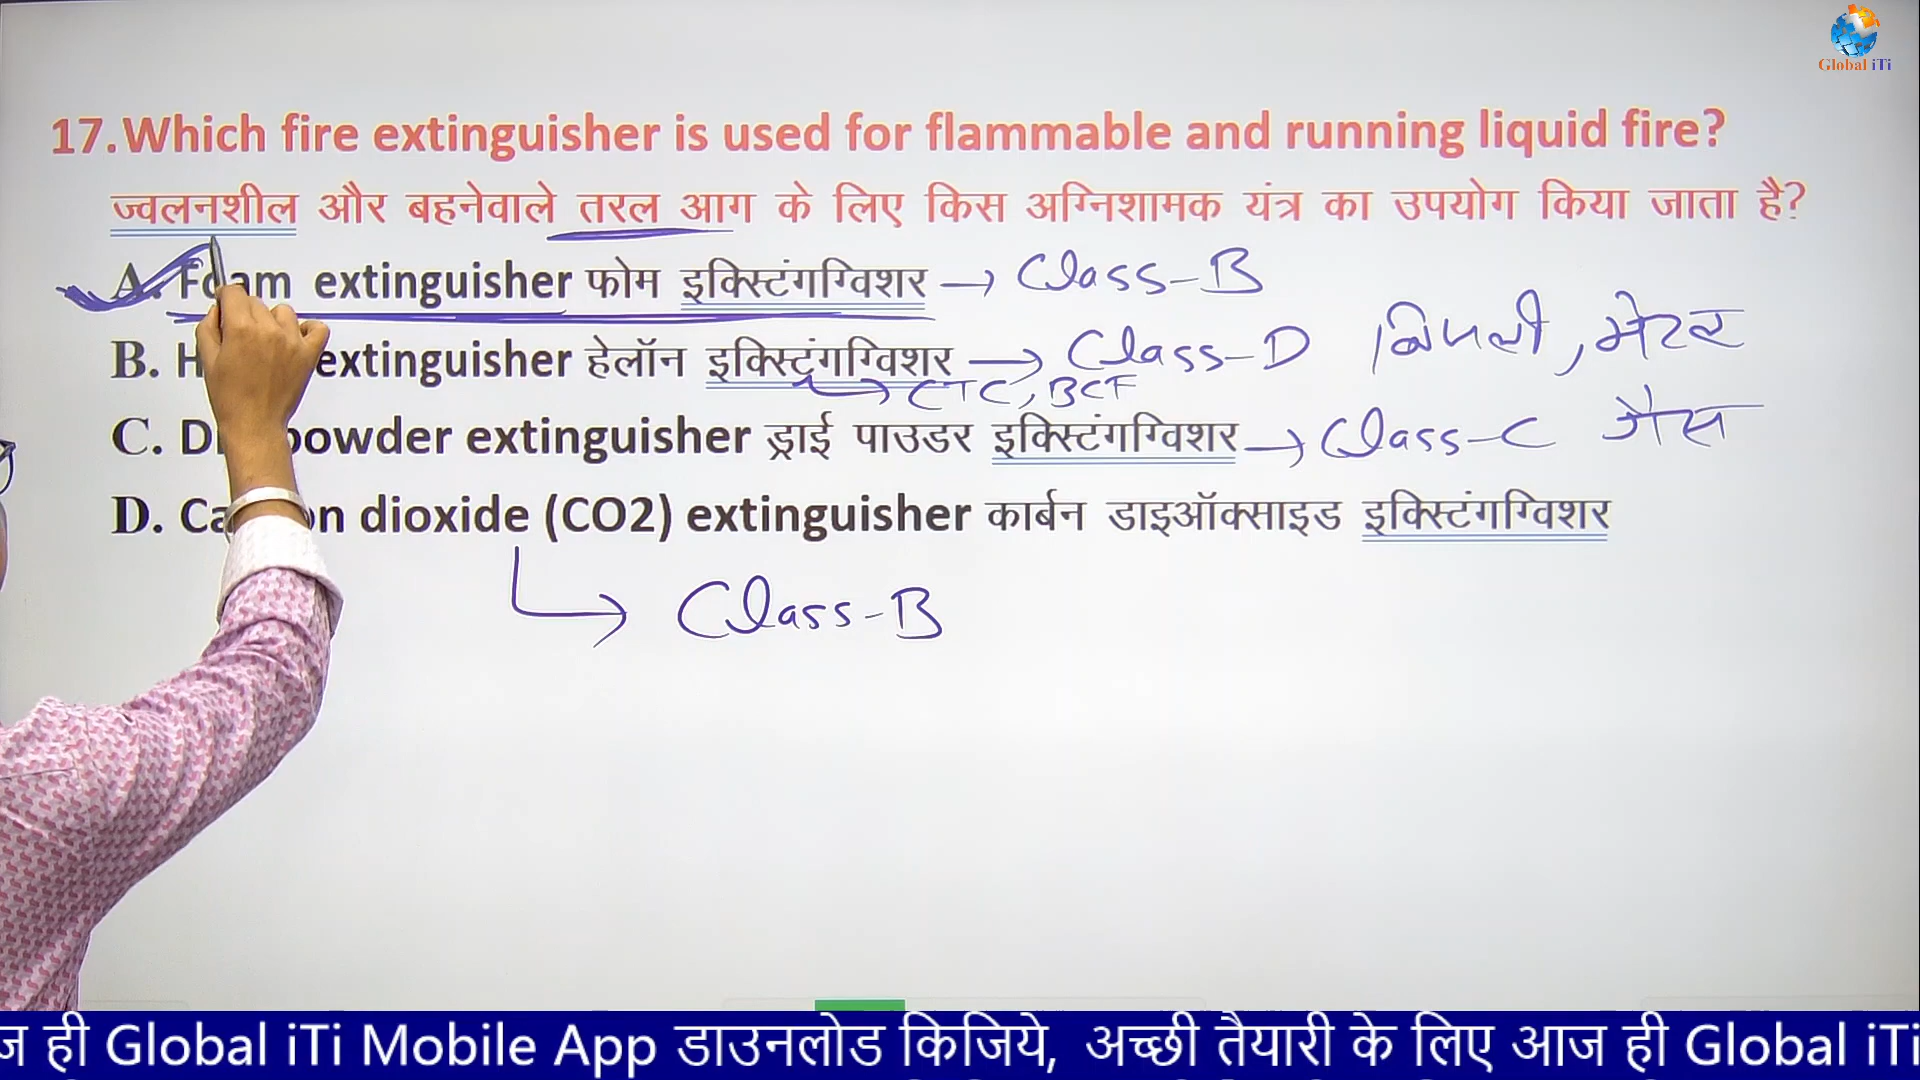 Global iTi
17. Which fire extinguisher is used for flammable and running liquid fire?
ज्वलनशील और बहनेवाले तरल आग के लिए किस अग्निशामक यंत्र का उपयोग किया जाता है?
A. Foam extinguisher फोम इक्स्टिंगग्विशर → Class-B
B. H extinguisher हेलॉन इक्स्टिंगग्विशर → Class-D बिजली, मेटल
→ CTC, BCF
C. D powder extinguisher ड्राई पाउडर इक्स्टिंगग्विशर → Class-C गैस
D. Ca n dioxide (CO2) extinguisher कार्बन डाइऑक्साइड इक्स्टिंगग्विशर
→ Class-B
ज ही Global iTi Mobile App डाउनलोड किजिये, अच्छी तैयारी के लिए आज ही Global iTi